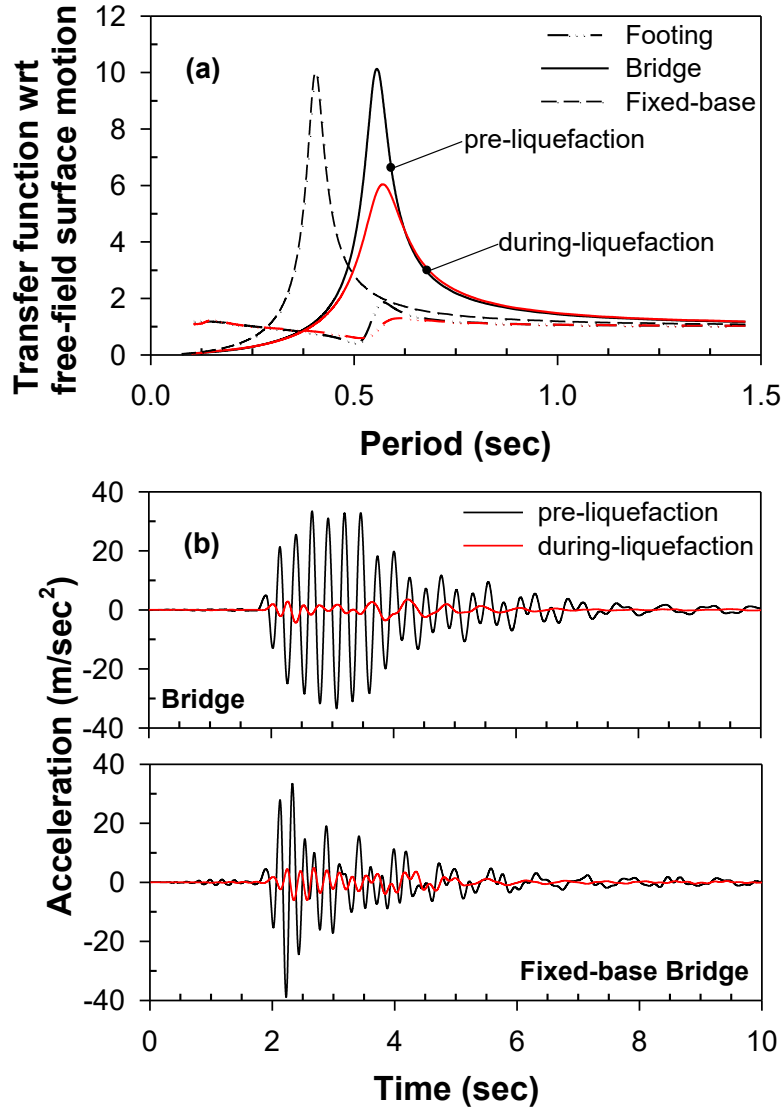 Transfer function wrt
free-field surface motion
12
10
8
6
4
2
0
(a)
Footing
Bridge
Fixed-base
pre-liquefaction
during-liquefaction
0.0 0.5 1.0 1.5
Period (sec)
Acceleration (m/sec2)
40
20
0
-20
-40
(b)
pre-liquefaction
during-liquefaction
Bridge
40
20
0
-20
-40
Fixed-base Bridge
0 2 4 6 8 10
Time (sec)